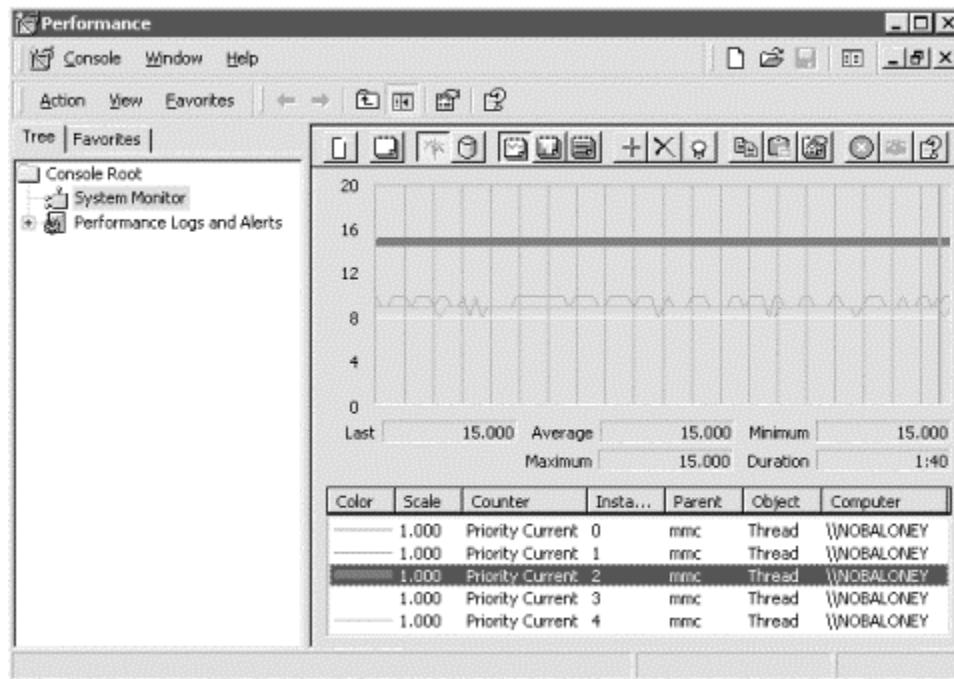 Performance
Console Window Help
Action View Favorites
Tree Favorites
Console Root
System Monitor
Performance Logs and Alerts
20
16
12
8
4
0
Last 15.000 Average 15.000 Minimum 15.000
Maximum 15.000 Duration 1:40
Color Scale Counter Insta... Parent Object Computer
1.000 Priority Current 0 mmc Thread \\NOBALONEY
1.000 Priority Current 1 mmc Thread \\NOBALONEY
1.000 Priority Current 2 mmc Thread \\NOBALONEY
1.000 Priority Current 3 mmc Thread \\NOBALONEY
1.000 Priority Current 4 mmc Thread \\NOBALONEY